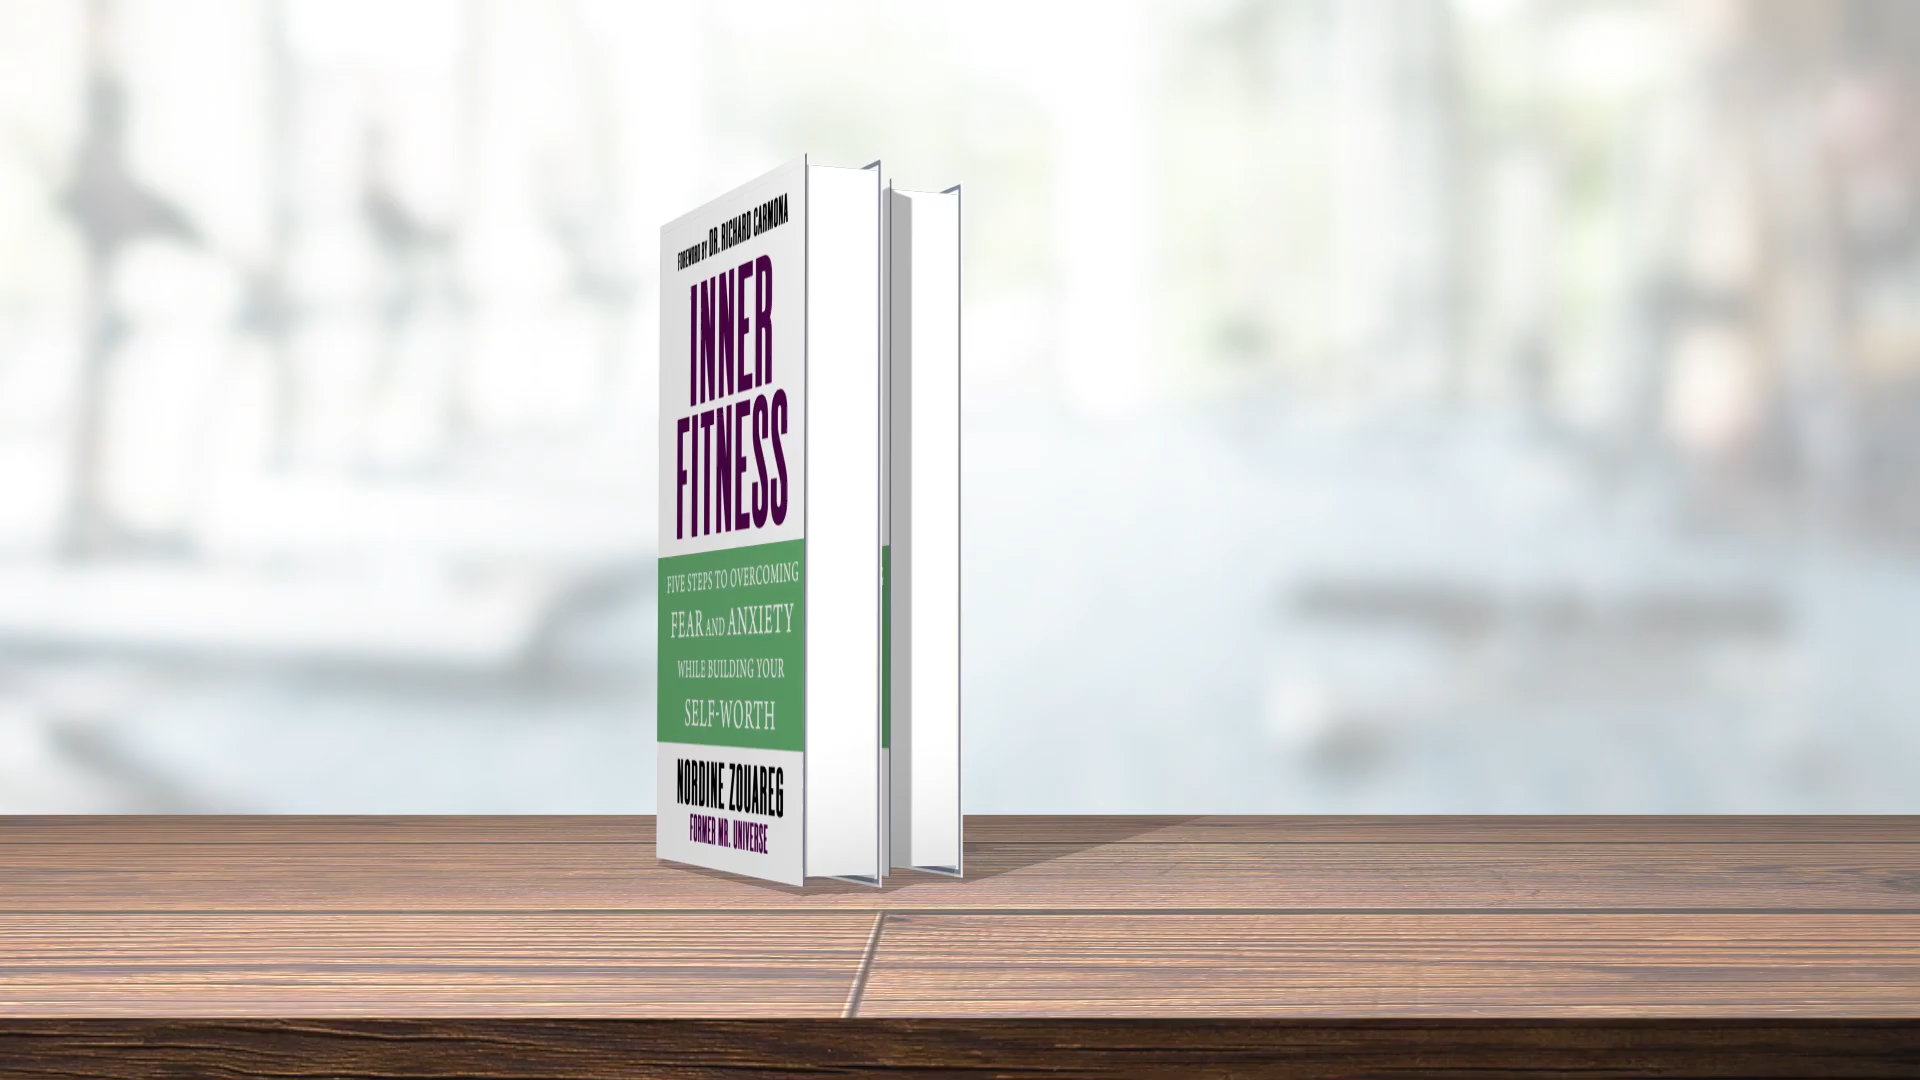 FOREWORD BY DR. RICHARD CARMONA
INNER
FITNESS
FIVE STEPS TO OVERCOMING
FEAR AND ANXIETY
WHILE BUILDING YOUR
SELF-WORTH
NORDINE ZOUAREG
FORMER MR. UNIVERSE